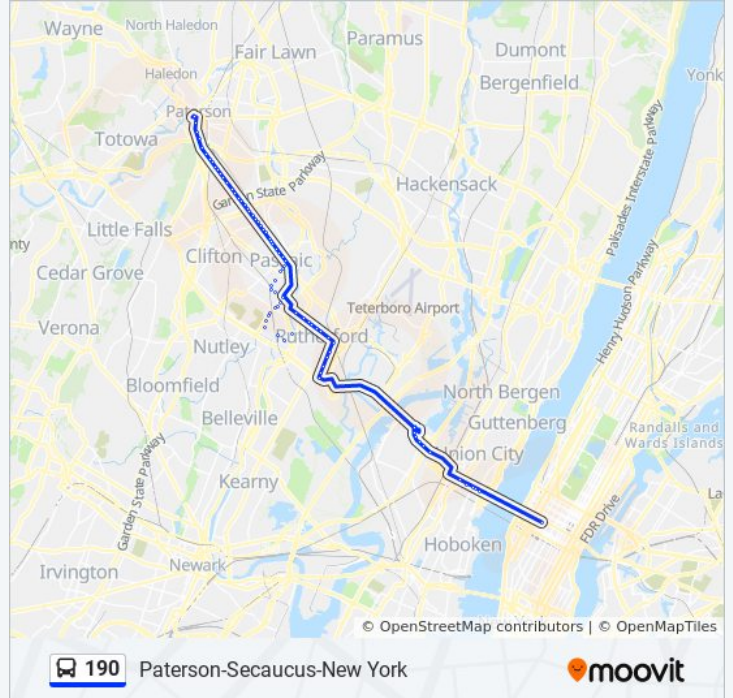 Wayne
North Haledon
Paramus
Dumont
Fair Lawn
Bergenfield
Haledon
Yonk
Paterson
Totowa
Palisades Interstate Parkway
Garden State Parkway
Hackensack
Little Falls
nty
Clifton
Passaic
Cedar Grove
Teterboro Airport
Henry Hudson Parkway
Verona
Rutherford
Nutley
Bloomfield
North Bergen
Belleville
Guttenberg
Randalls and
Wards Islands
Union City
Garden State Parkway
Kearny
La
FDR Drive
Hoboken
Newark
Irvington
© OpenStreetMap contributors | © OpenMapTiles
190 Paterson-Secaucus-New York
moovit